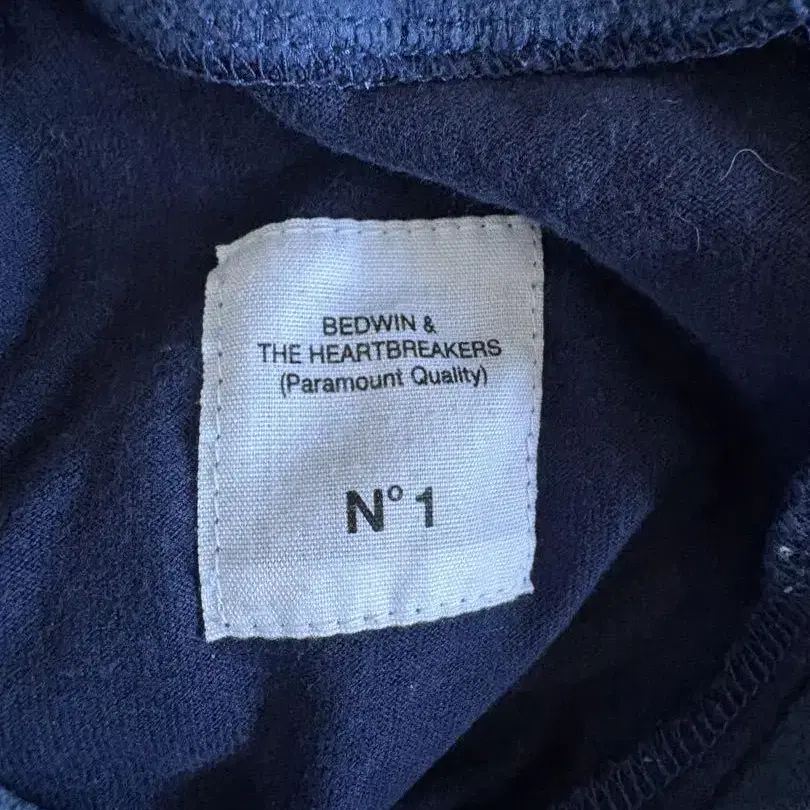 BEDWIN &
THE HEARTBREAKERS
(Paramount Quality)
N° 1